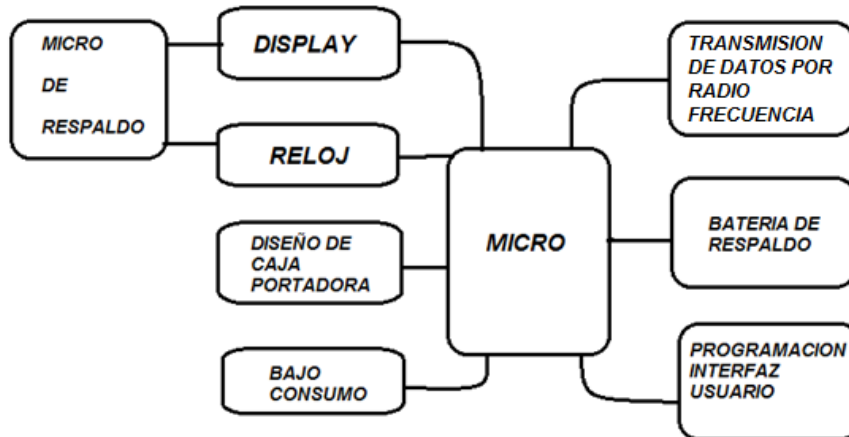 MICRO
DE
RESPALDO
DISPLAY
RELOJ
DISEÑO DE
CAJA
PORTADORA
BAJO
CONSUMO
MICRO
TRANSMISION
DE DATOS POR
RADIO
FRECUENCIA
BATERIA DE
RESPALDO
PROGRAMACION
INTERFAZ
USUARIO